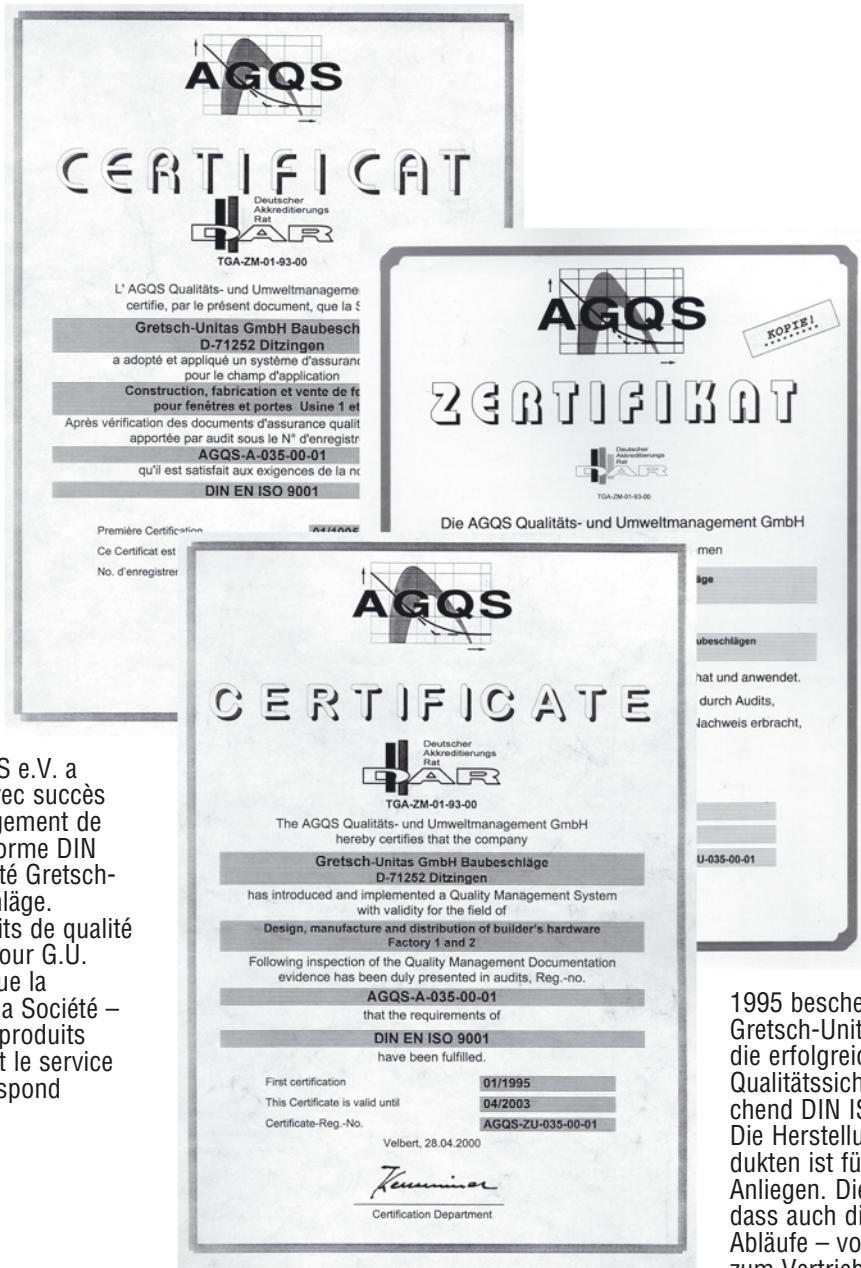 AGQS
CERTIFICAT
Deutscher
Akkreditierungs
Rat
DAR
TGA-ZM-01-93-00
L' AGQS Qualitäts- und Umweltmanageme
certifie, par le présent document, que la S
Gretsch-Unitas GmbH Baubesch
D-71252 Ditzingen
a adopté et appliqué un système d'assuranc
pour le champ d'application
Construction, fabrication et vente de fe
pour fenêtres et portes Usine 1 et
Après vérification des documents d'assurance qualit
apportée par audit sous le N° d'enregistr
AGQS-A-035-00-01
qu'il est satisfait aux exigences de la no
DIN EN ISO 9001
Première Certification 01/1995
Ce Certificat est
No. d'enregistrer
AGQS
KOPIE!
ZERTIFIKAT
Deutscher
Akkreditierungs
Rat
DAR
TGA-ZM-01-93-00
Die AGQS Qualitäts- und Umweltmanagement GmbH
men
äge
ubeschlägen
hat und anwendet.
durch Audits,
Nachweis erbracht,
U-035-00-01
AGQS
CERTIFICATE
Deutscher
Akkreditierungs
Rat
DAR
TGA-ZM-01-93-00
The AGQS Qualitäts- und Umweltmanagement GmbH
hereby certifies that the company
Gretsch-Unitas GmbH Baubeschläge
D-71252 Ditzingen
has introduced and implemented a Quality Management System
with validity for the field of
Design, manufacture and distribution of builder's hardware
Factory 1 and 2
Following inspection of the Quality Management Documentation
evidence has been duly presented in audits, Reg.-no.
AGQS-A-035-00-01
that the requirements of
DIN EN ISO 9001
have been fulfilled.
First certification 01/1995
This Certificate is valid until 04/2003
Certificate-Reg.-No. AGQS-ZU-035-00-01
Velbert, 28.04.2000
Certification Department
S e.V. a
vec succès
gement de
orme DIN
té Gretsch-
läge.
its de qualité
our G.U.
ue la
a Société –
produits
t le service
spond
1995 besche
Gretsch-Unit
die erfolgreic
Qualitätssich
chend DIN IS
Die Herstellu
dukten ist fü
Anliegen. Die
dass auch di
Abläufe – vo
zum Vertrieb